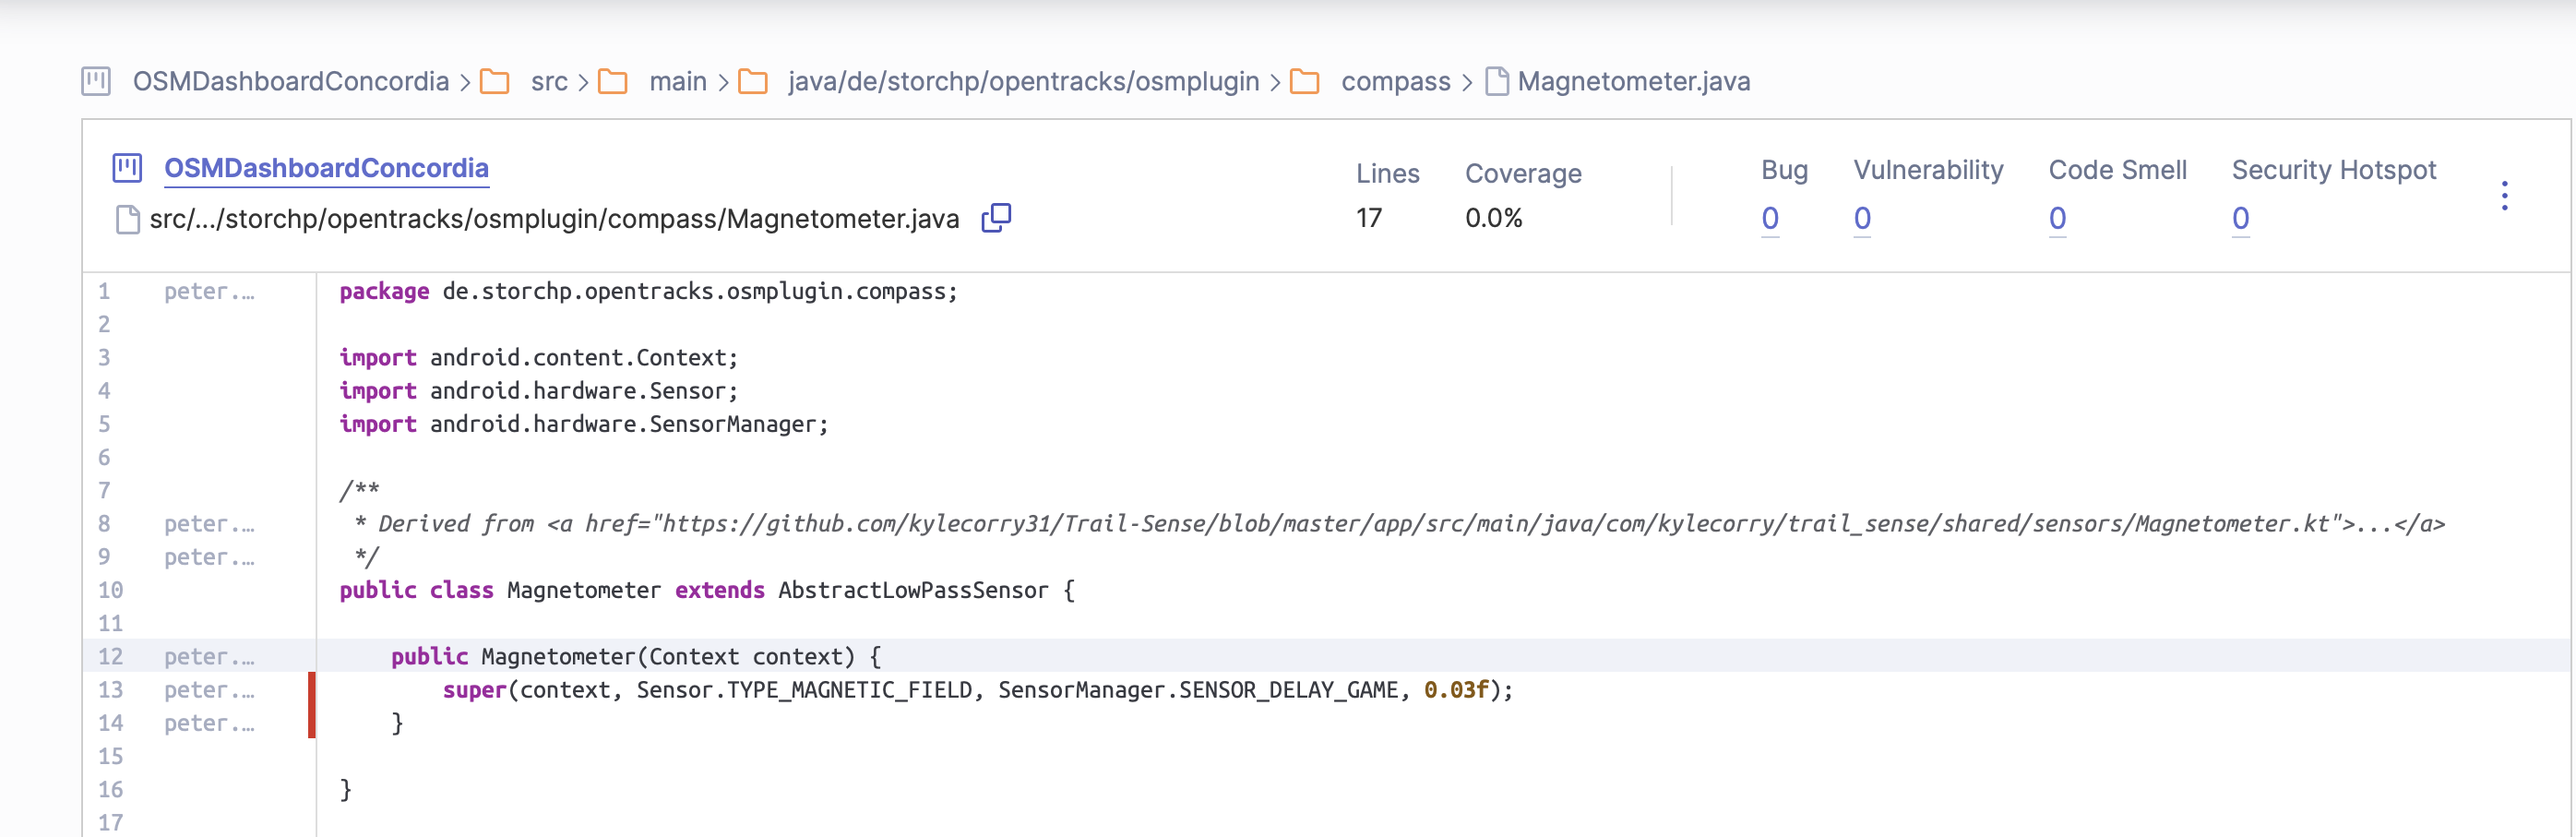 OSMDashboardConcordia > src > main > java/de/storchp/opentracks/osmplugin > compass > Magnetometer.java
OSMDashboardConcordia
src/.../storchp/opentracks/osmplugin/compass/Magnetometer.java
Lines Coverage Bug Vulnerability Code Smell Security Hotspot
17 0.0% 0 0 0 0
1 peter.… package de.storchp.opentracks.osmplugin.compass;
2
3 import android.content.Context;
4 import android.hardware.Sensor;
5 import android.hardware.SensorManager;
6
7 /**
8 peter.… * Derived from <a href="https://github.com/kylecorry31/Trail-Sense/blob/master/app/src/main/java/com/kylecorry/trail_sense/shared/sensors/Magnetometer.kt">...</a>
9 peter.… */
10 public class Magnetometer extends AbstractLowPassSensor {
11
12 peter.… public Magnetometer(Context context) {
13 peter.… super(context, Sensor.TYPE_MAGNETIC_FIELD, SensorManager.SENSOR_DELAY_GAME, 0.03f);
14 peter.… }
15
16 }
17